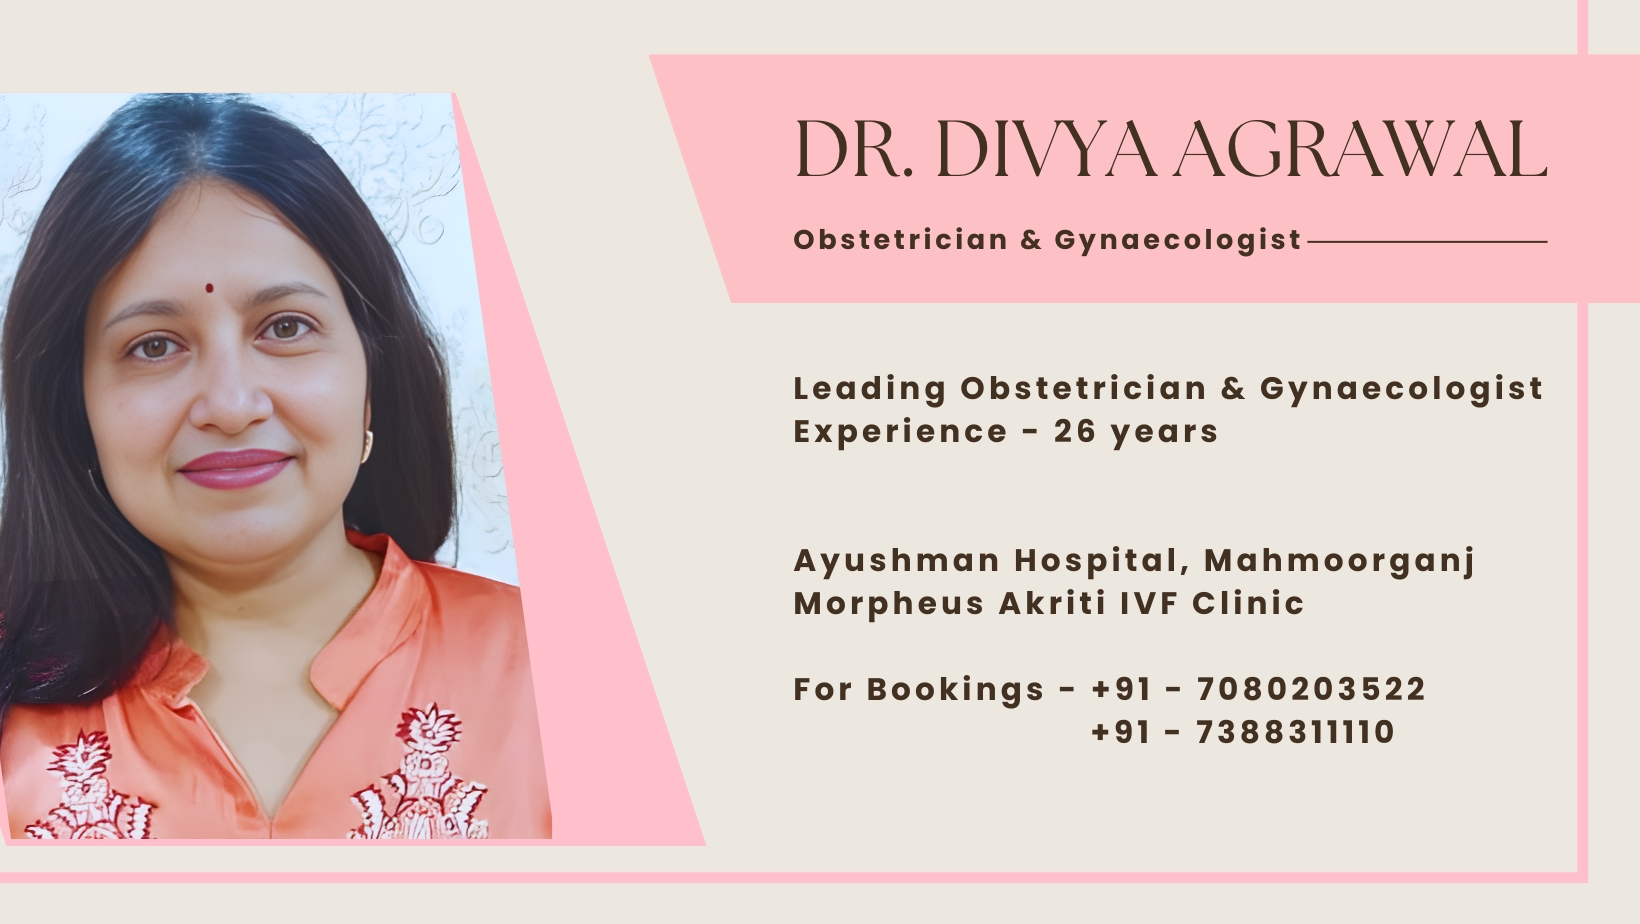 DR. DIVYA AGRAWAL
Obstetrician & Gynaecologist
Leading Obstetrician & Gynaecologist
Experience - 26 years
Ayushman Hospital, Mahmoorganj
Morpheus Akriti IVF Clinic
For Bookings - +91 - 7080203522
+91 - 7388311110